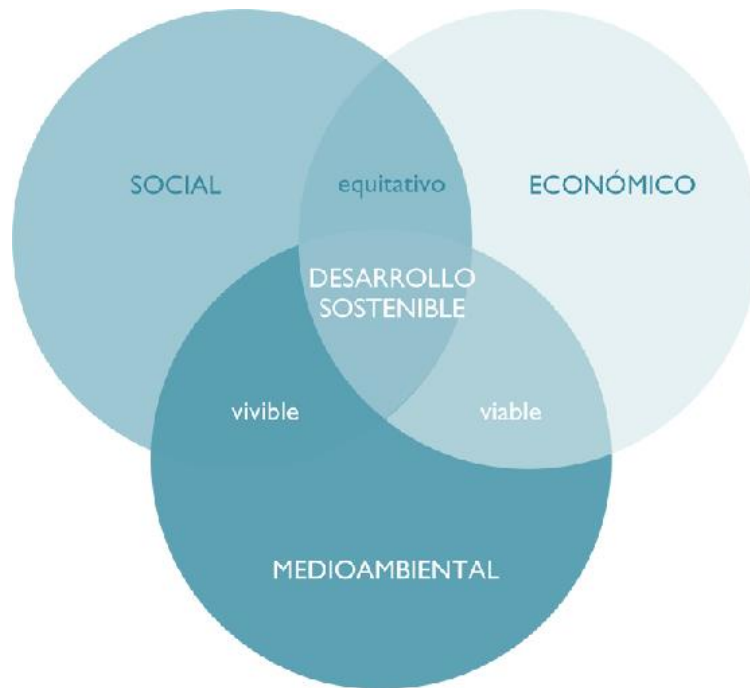 SOCIAL
equitativo
ECONÓMICO
DESARROLLO
SOSTENIBLE
vivible
viable
MEDIOAMBIENTAL